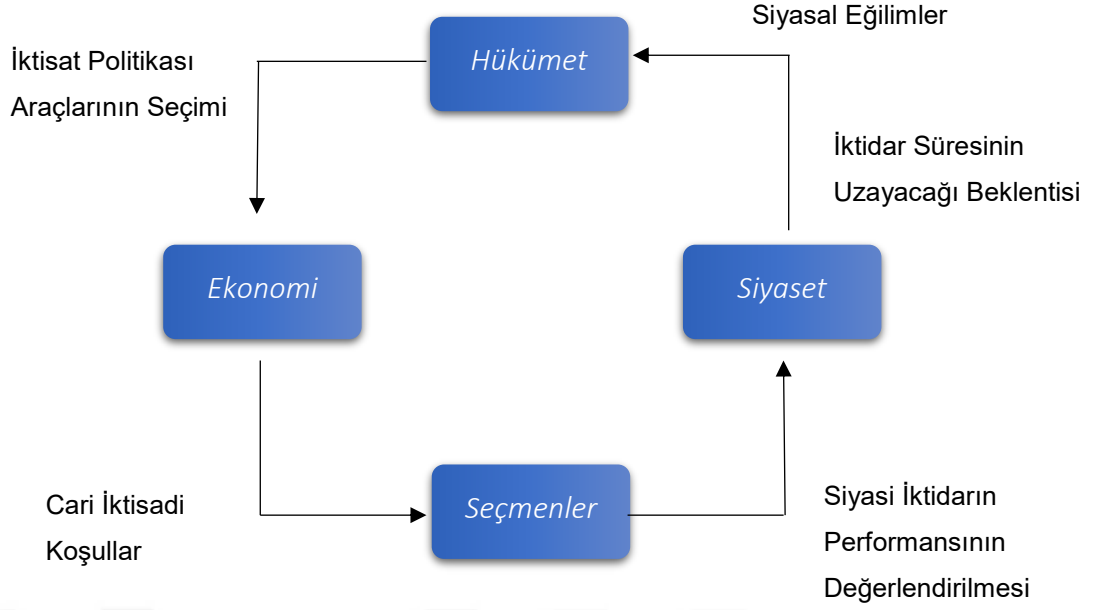 Siyasal Eğilimler
Hükümet
İktisat Politikası
Araçlarının Seçimi
İktidar Süresinin
Uzayacağı Beklentisi
Ekonomi
Siyaset
Cari İktisadi
Koşullar
Seçmenler
Siyasi İktidarın
Performansının
Değerlendirilmesi